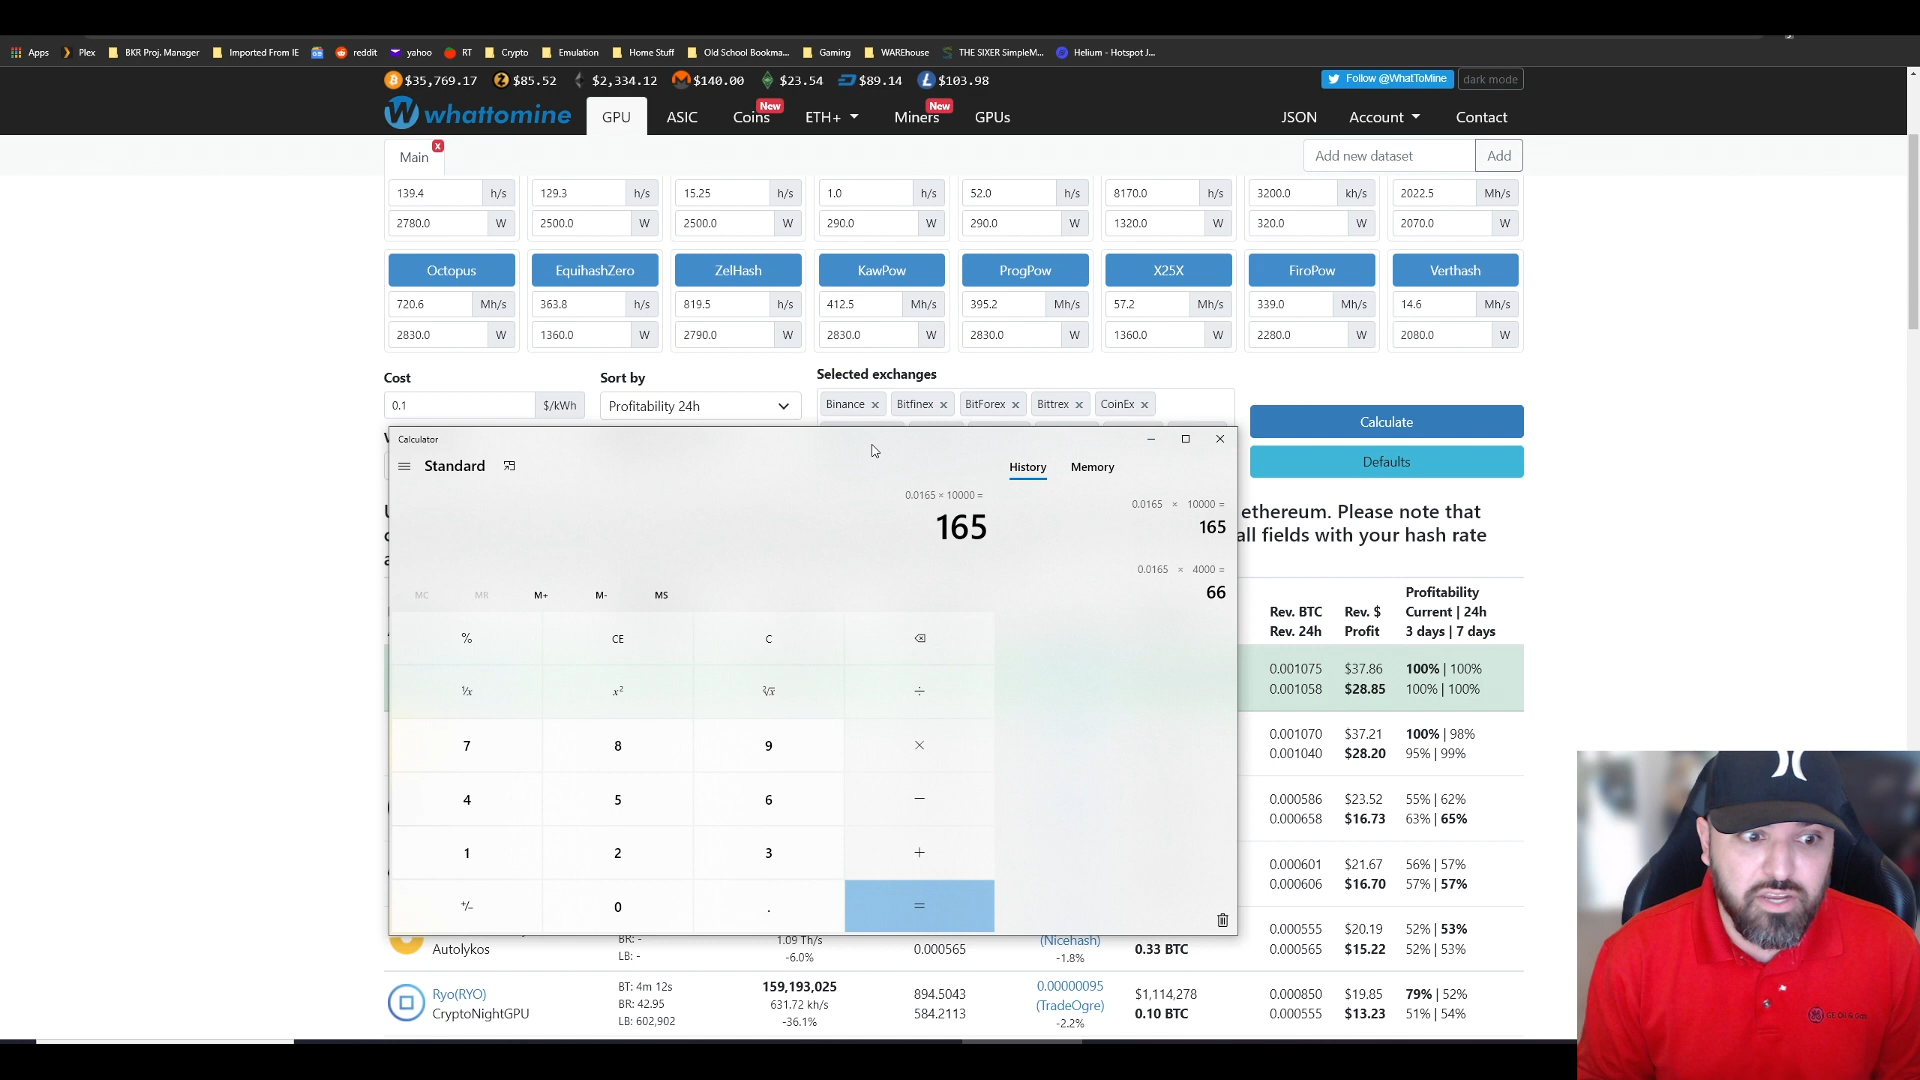 Apps Plex BKR Proj. Manager Imported From IE reddit yahoo RT Crypto Emulation Home Stuff Old School Bookma... Gaming WAREhouse THE SIXER SimpleM... Helium - Hotspot J...
$35,769.17 $85.52 $2,334.12 $140.00 $23.54 $89.14 $103.98 Follow @WhatToMine dark mode
whattomine GPU ASIC Coins New ETH+ Miners New GPUs JSON Account Contact
Main x Add new dataset Add
139.4 h/s 129.3 h/s 15.25 h/s 1.0 h/s 52.0 h/s 8170.0 h/s 3200.0 kh/s 2022.5 Mh/s
2780.0 W 2500.0 W 2500.0 W 290.0 W 290.0 W 1320.0 W 320.0 W 2070.0 W
Octopus EquihashZero ZelHash KawPow ProgPow X25X FiroPow Verthash
720.6 Mh/s 363.8 h/s 819.5 h/s 412.5 Mh/s 395.2 Mh/s 57.2 Mh/s 339.0 Mh/s 14.6 Mh/s
2830.0 W 1360.0 W 2790.0 W 2830.0 W 2830.0 W 1360.0 W 2280.0 W 2080.0 W
Cost Sort by Selected exchanges
0.1 $/kWh Profitability 24h Binance × Bitfinex × BitForex × Bittrex × CoinEx ×
Calculate
Defaults
Calculator
Standard History Memory
0.0165 × 10000 =
165
0.0165 × 10000 =
165
0.0165 × 4000 =
66
MC MR M+ M- MS
% CE C
¹/x x² ²√x ÷
7 8 9 ×
4 5 6 −
1 2 3 +
+/− 0 . =
ethereum. Please note that
all fields with your hash rate
Rev. BTC Rev. $ Profitability
Rev. 24h Profit Current | 24h
3 days | 7 days
0.001075 $37.86 100% | 100%
0.001058 $28.85 100% | 100%
0.001070 $37.21 100% | 98%
0.001040 $28.20 95% | 99%
0.000586 $23.52 55% | 62%
0.000658 $16.73 63% | 65%
0.000601 $21.67 56% | 57%
0.000606 $16.70 57% | 57%
0.000555 $20.19 52% | 53%
Autolykos BR: - LB: - 1.09 Th/s -6.0% 0.000565 (Nicehash) -1.8% 0.33 BTC 0.000565 $15.22 52% | 53%
Ryo(RYO) BT: 4m 12s 159,193,025 894.5043 0.00000095 $1,114,278 0.000850 $19.85 79% | 52%
CryptoNightGPU BR: 42.95 631.72 kh/s 584.2113 (TradeOgre) 0.10 BTC 0.000555 $13.23 51% | 54%
LB: 602,902 -36.1% -2.2%
GE Oil & Gas